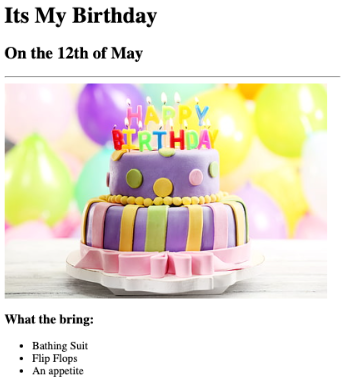 Its My Birthday
On the 12th of May
HAPPY
BIRTHDAY
What the bring:
Bathing Suit
Flip Flops
An appetite